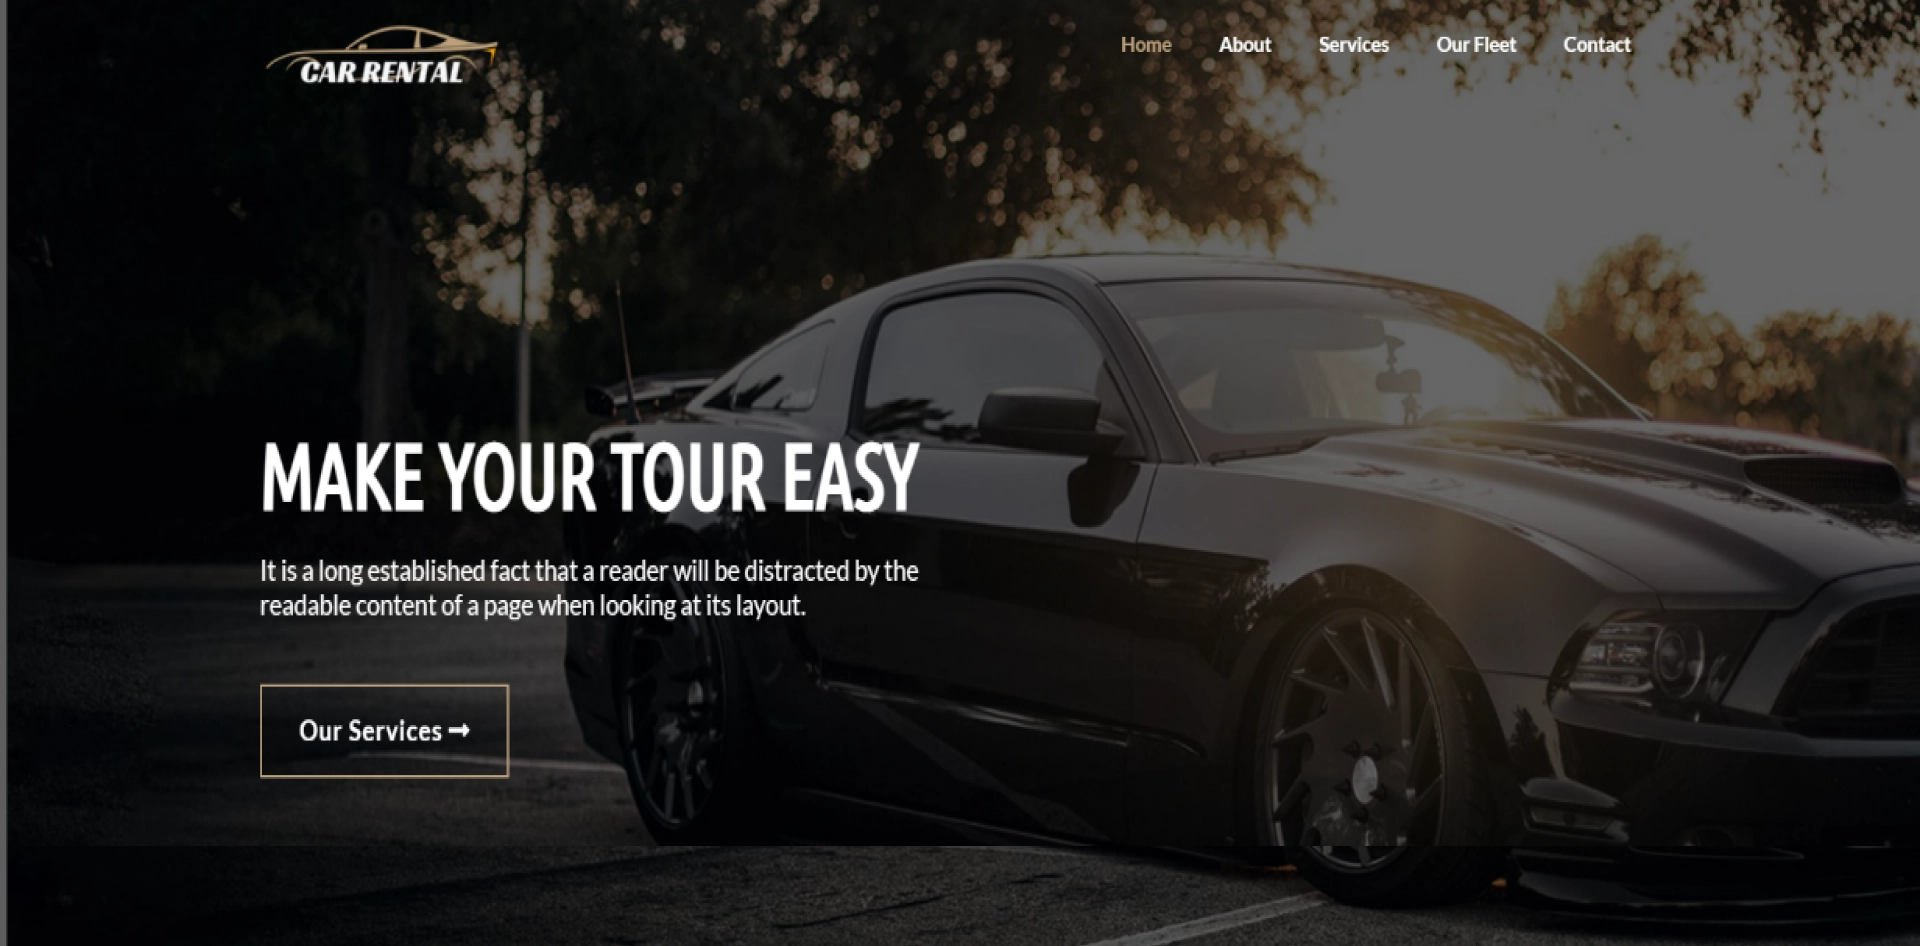 CAR RENTAL
Home About Services Our Fleet Contact
MAKE YOUR TOUR EASY
It is a long established fact that a reader will be distracted by the
readable content of a page when looking at its layout.
Our Services ➞